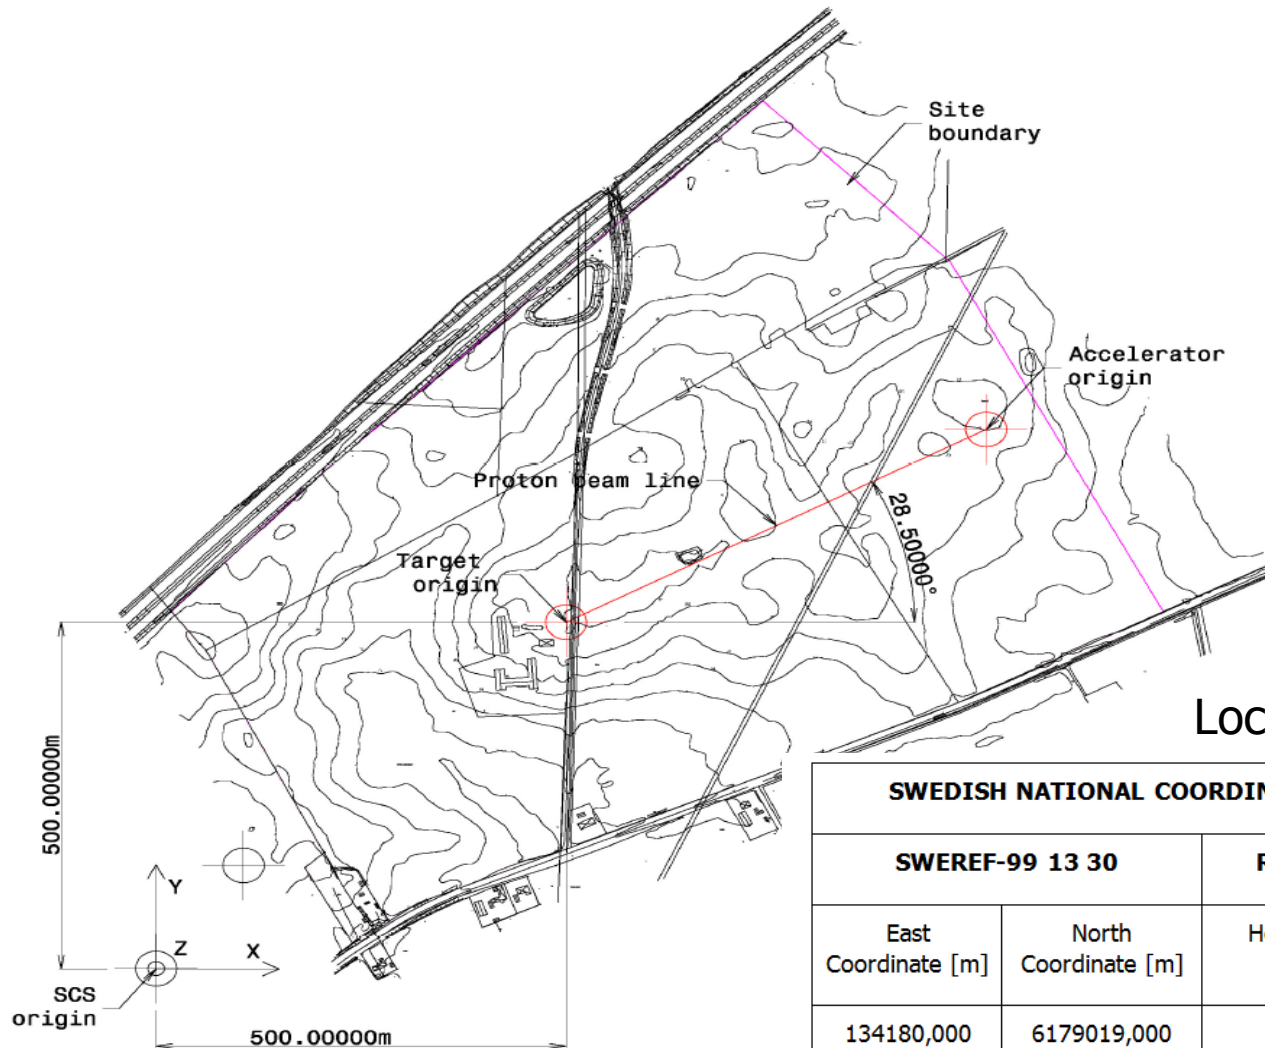 Site
boundary
Accelerator
origin
Proton beam line
28.50000°
Target
origin
500.00000m
Y
Z
X
SCS
origin
500.00000m
Loc
SWEDISH NATIONAL COORDIN
SWEREF-99 13 30
R
East
Coordinate [m]
North
Coordinate [m]
H
134180,000
6179019,000